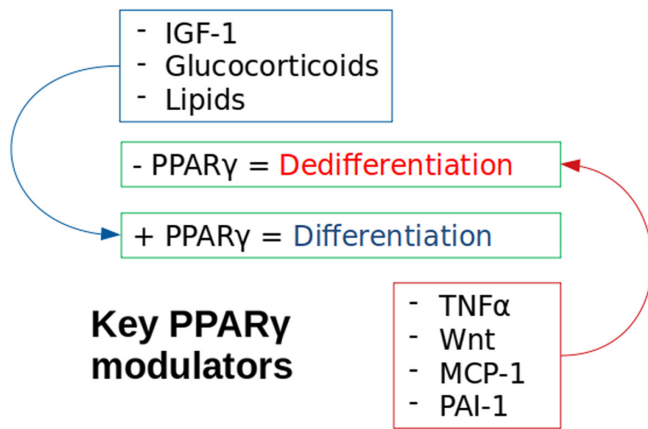 - IGF-1
- Glucocorticoids
- Lipids
- PPARγ = Dedifferentiation
+ PPARγ = Differentiation
Key PPARγ
modulators
- TNFα
- Wnt
- MCP-1
- PAI-1